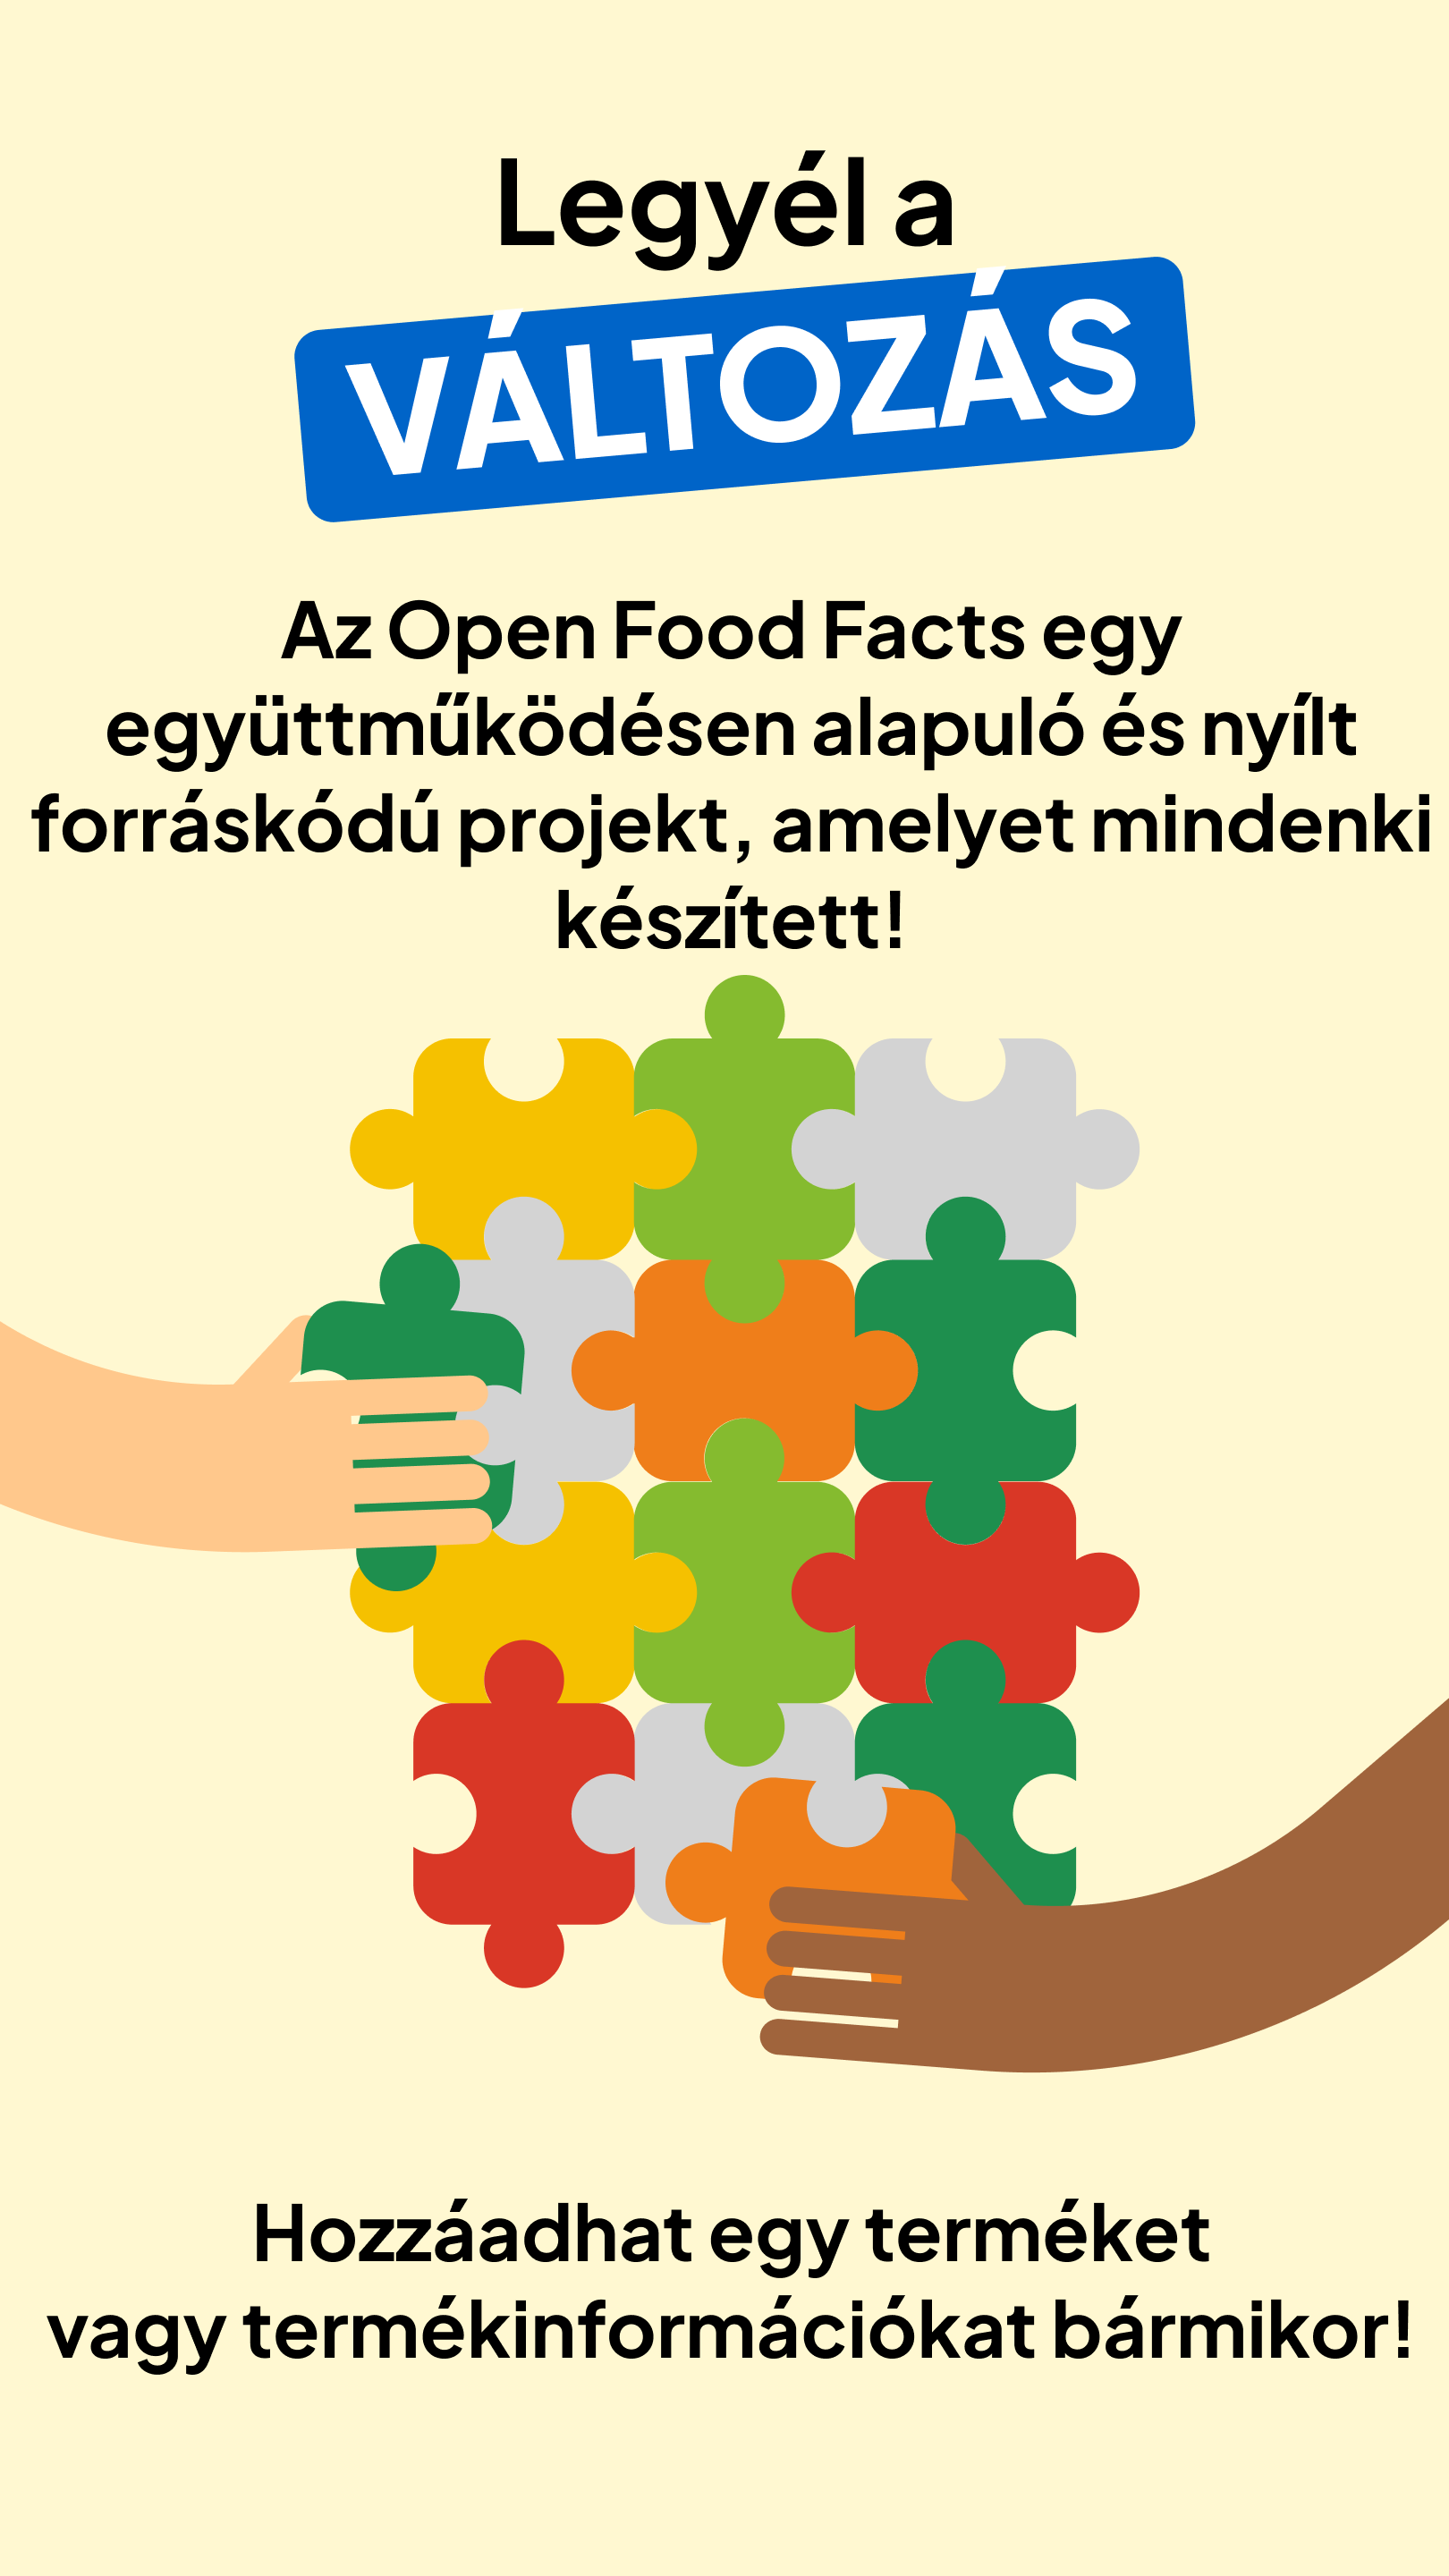 Legyél a
VÁLTOZÁS
Az Open Food Facts egy
együttműködésen alapuló és nyílt
forráskódú projekt, amelyet mindenki
készített!
Hozzáadhat egy terméket
vagy termékinformációkat bármikor!